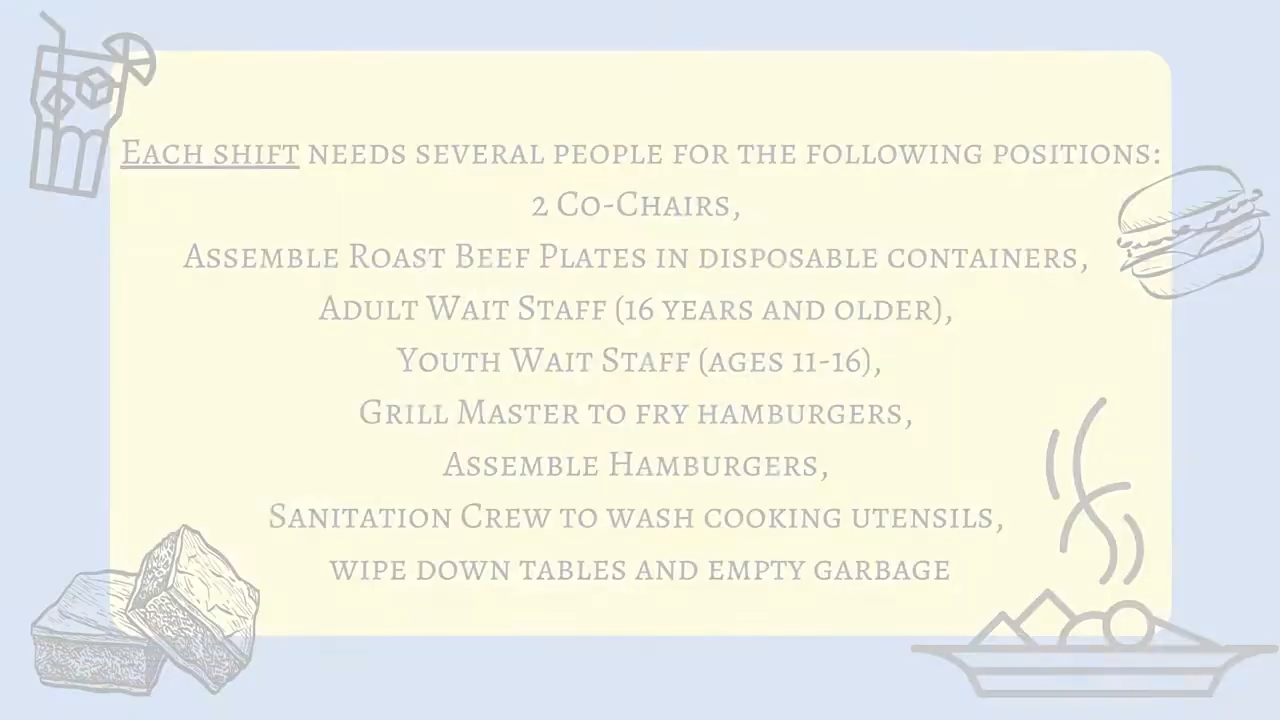 Each shift needs several people for the following positions:
2 Co-Chairs,
Assemble Roast Beef Plates in disposable containers,
Adult Wait Staff (16 years and older),
Youth Wait Staff (ages 11-16),
Grill Master to fry hamburgers,
Assemble Hamburgers,
Sanitation Crew to wash cooking utensils,
wipe down tables and empty garbage